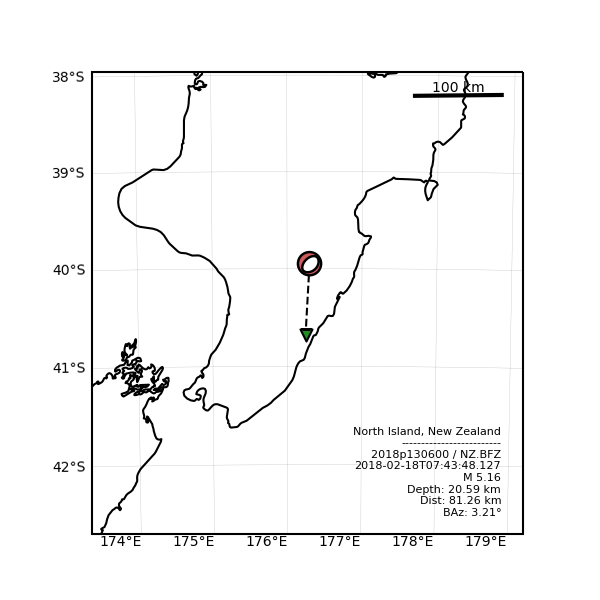 38°S
100 km
39°S
40°S
41°S
42°S
North Island, New Zealand
--------------------------
2018p130600 / NZ.BFZ
2018-02-18T07:43:48.127
M 5.16
Depth: 20.59 km
Dist: 81.26 km
BAz: 3.21°
174°E 175°E 176°E 177°E 178°E 179°E